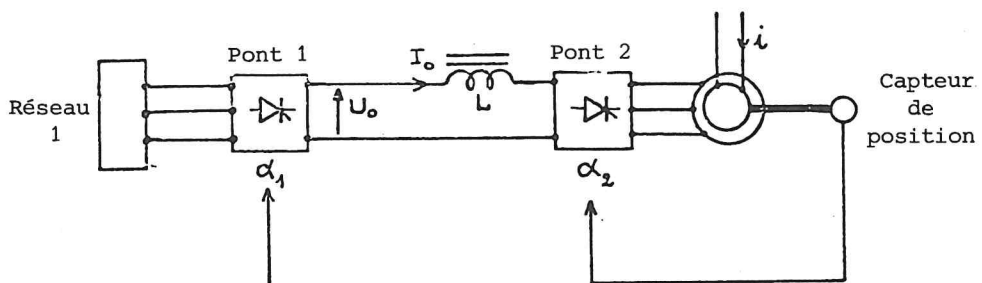 Réseau
1
Pont 1
α₁
U₀
I₀
L
Pont 2
α₂
i
Capteur
de
position